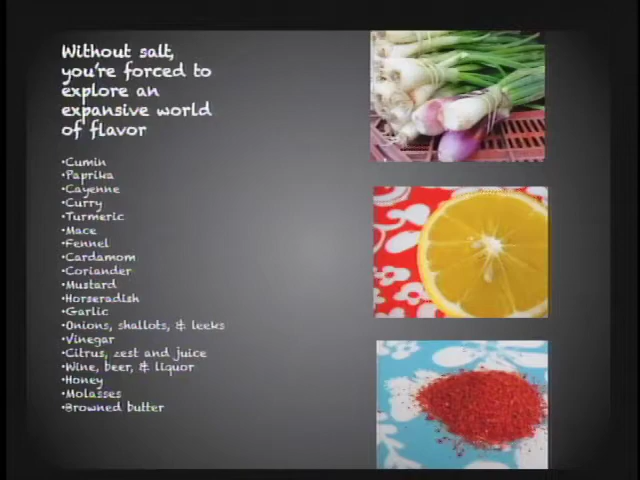 Without salt,
you're forced to
explore an
expansive world
of flavor
•Cumin
•Paprika
•Cayenne
•Curry
•Turmeric
•Mace
•Fennel
•Cardamom
•Coriander
•Mustard
•Horseradish
•Garlic
•Onions, shallots, & leeks
•Vinegar
•Citrus, zest and juice
•Wine, beer, & liquor
•Honey
•Molasses
•Browned butter